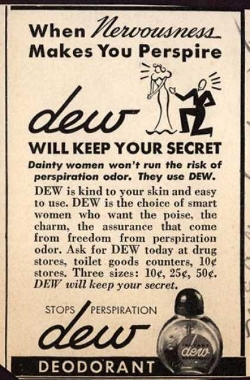 When Nervousness
Makes You Perspire
dew
WILL KEEP YOUR SECRET
Dainty women won't run the risk of
perspiration odor. They use DEW.
DEW is kind to your skin and easy
to use. DEW is the choice of smart
women who want the poise, the
charm, the assurance that come
from freedom from perspiration
odor. Ask for DEW today at drug
stores, toilet goods counters, 10¢
stores. Three sizes: 10¢, 25¢, 50¢.
DEW will keep your secret.
STOPS PERSPIRATION
dew
dew
DEODORANT